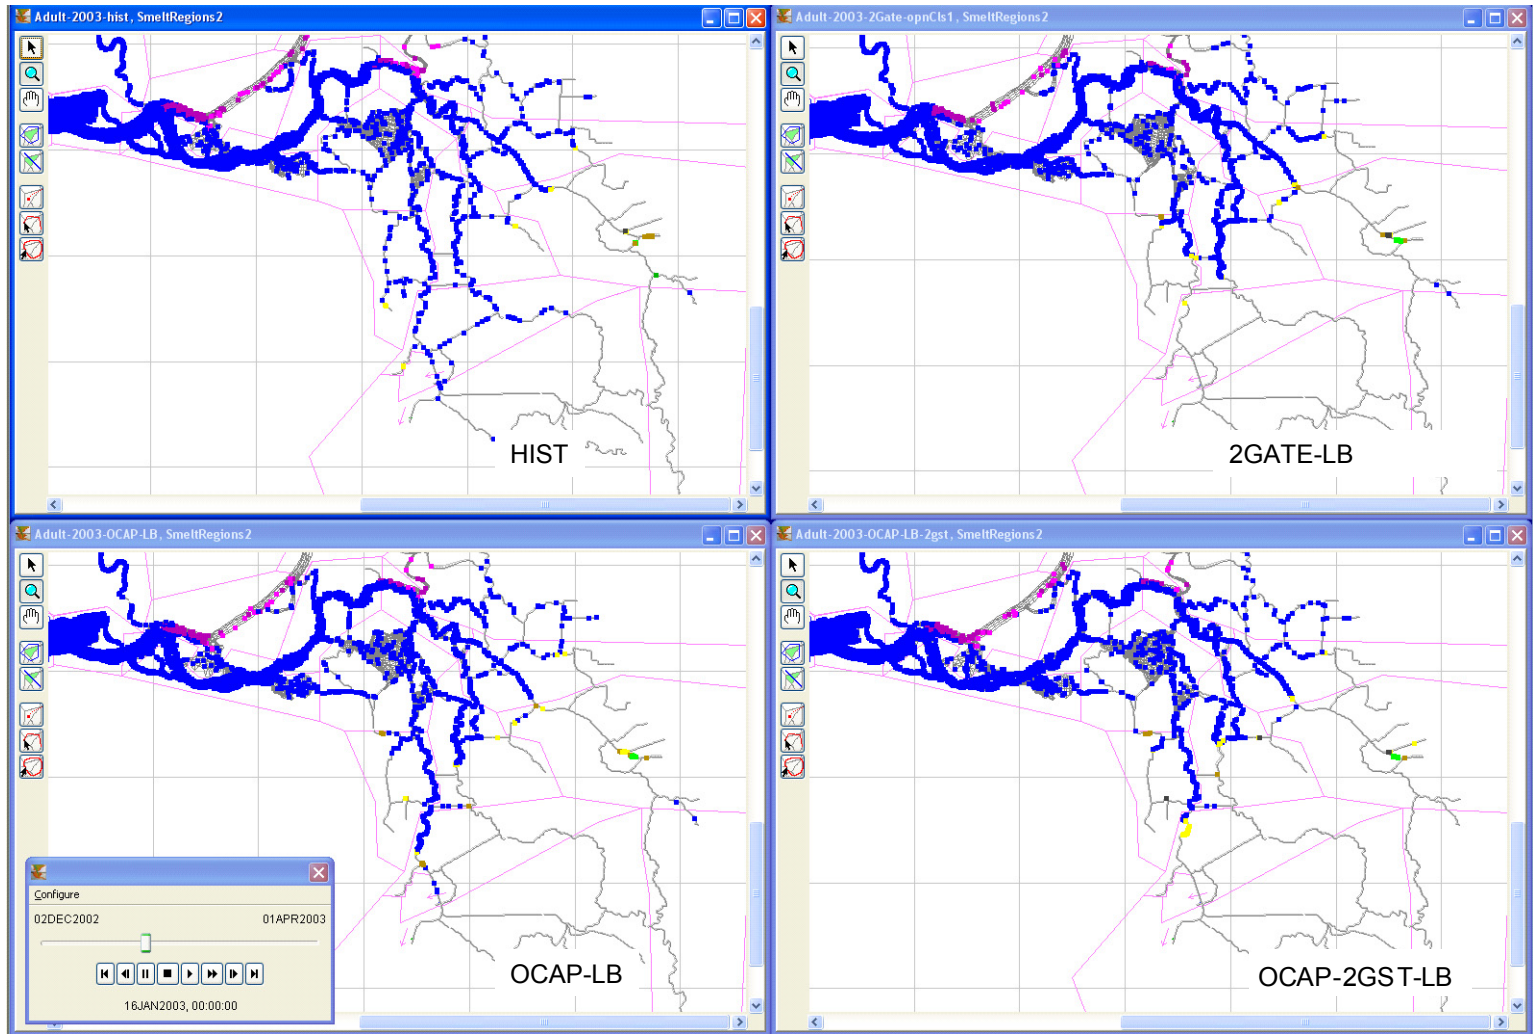 Adult-2003-hist, SmeltRegions2
Adult-2003-2Gate-opnCls1, SmeltRegions2
HIST
2GATE-LB
Adult-2003-OCAP-LB, SmeltRegions2
Adult-2003-OCAP-LB-2gst, SmeltRegions2
Configure
02DEC2002
01APR2003
16JAN2003, 00:00:00
OCAP-LB
OCAP-2GST-LB